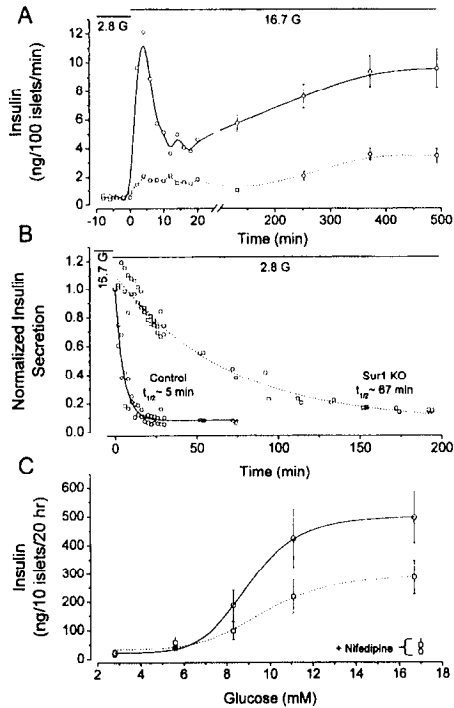 A
2.8 G
16.7 G
Insulin
(ng/100 islets/min)
12
10
8
6
4
2
0
-10 0 10 20 100 200 300 400 500
Time (min)
B
16.7 G
2.8 G
Normalized Insulin
Secretion
1.2
1.0
0.8
0.6
0.4
0.2
0.0
Control
t1/2~ 5 min
Sur1 KO
t1/2~ 67 min
0 50 100 150 200
Time (min)
C
Insulin
(ng/10 islets/20 hr)
600
500
400
300
200
100
0
+ Nifedipine
2 4 6 8 10 12 14 16 18
Glucose (mM)